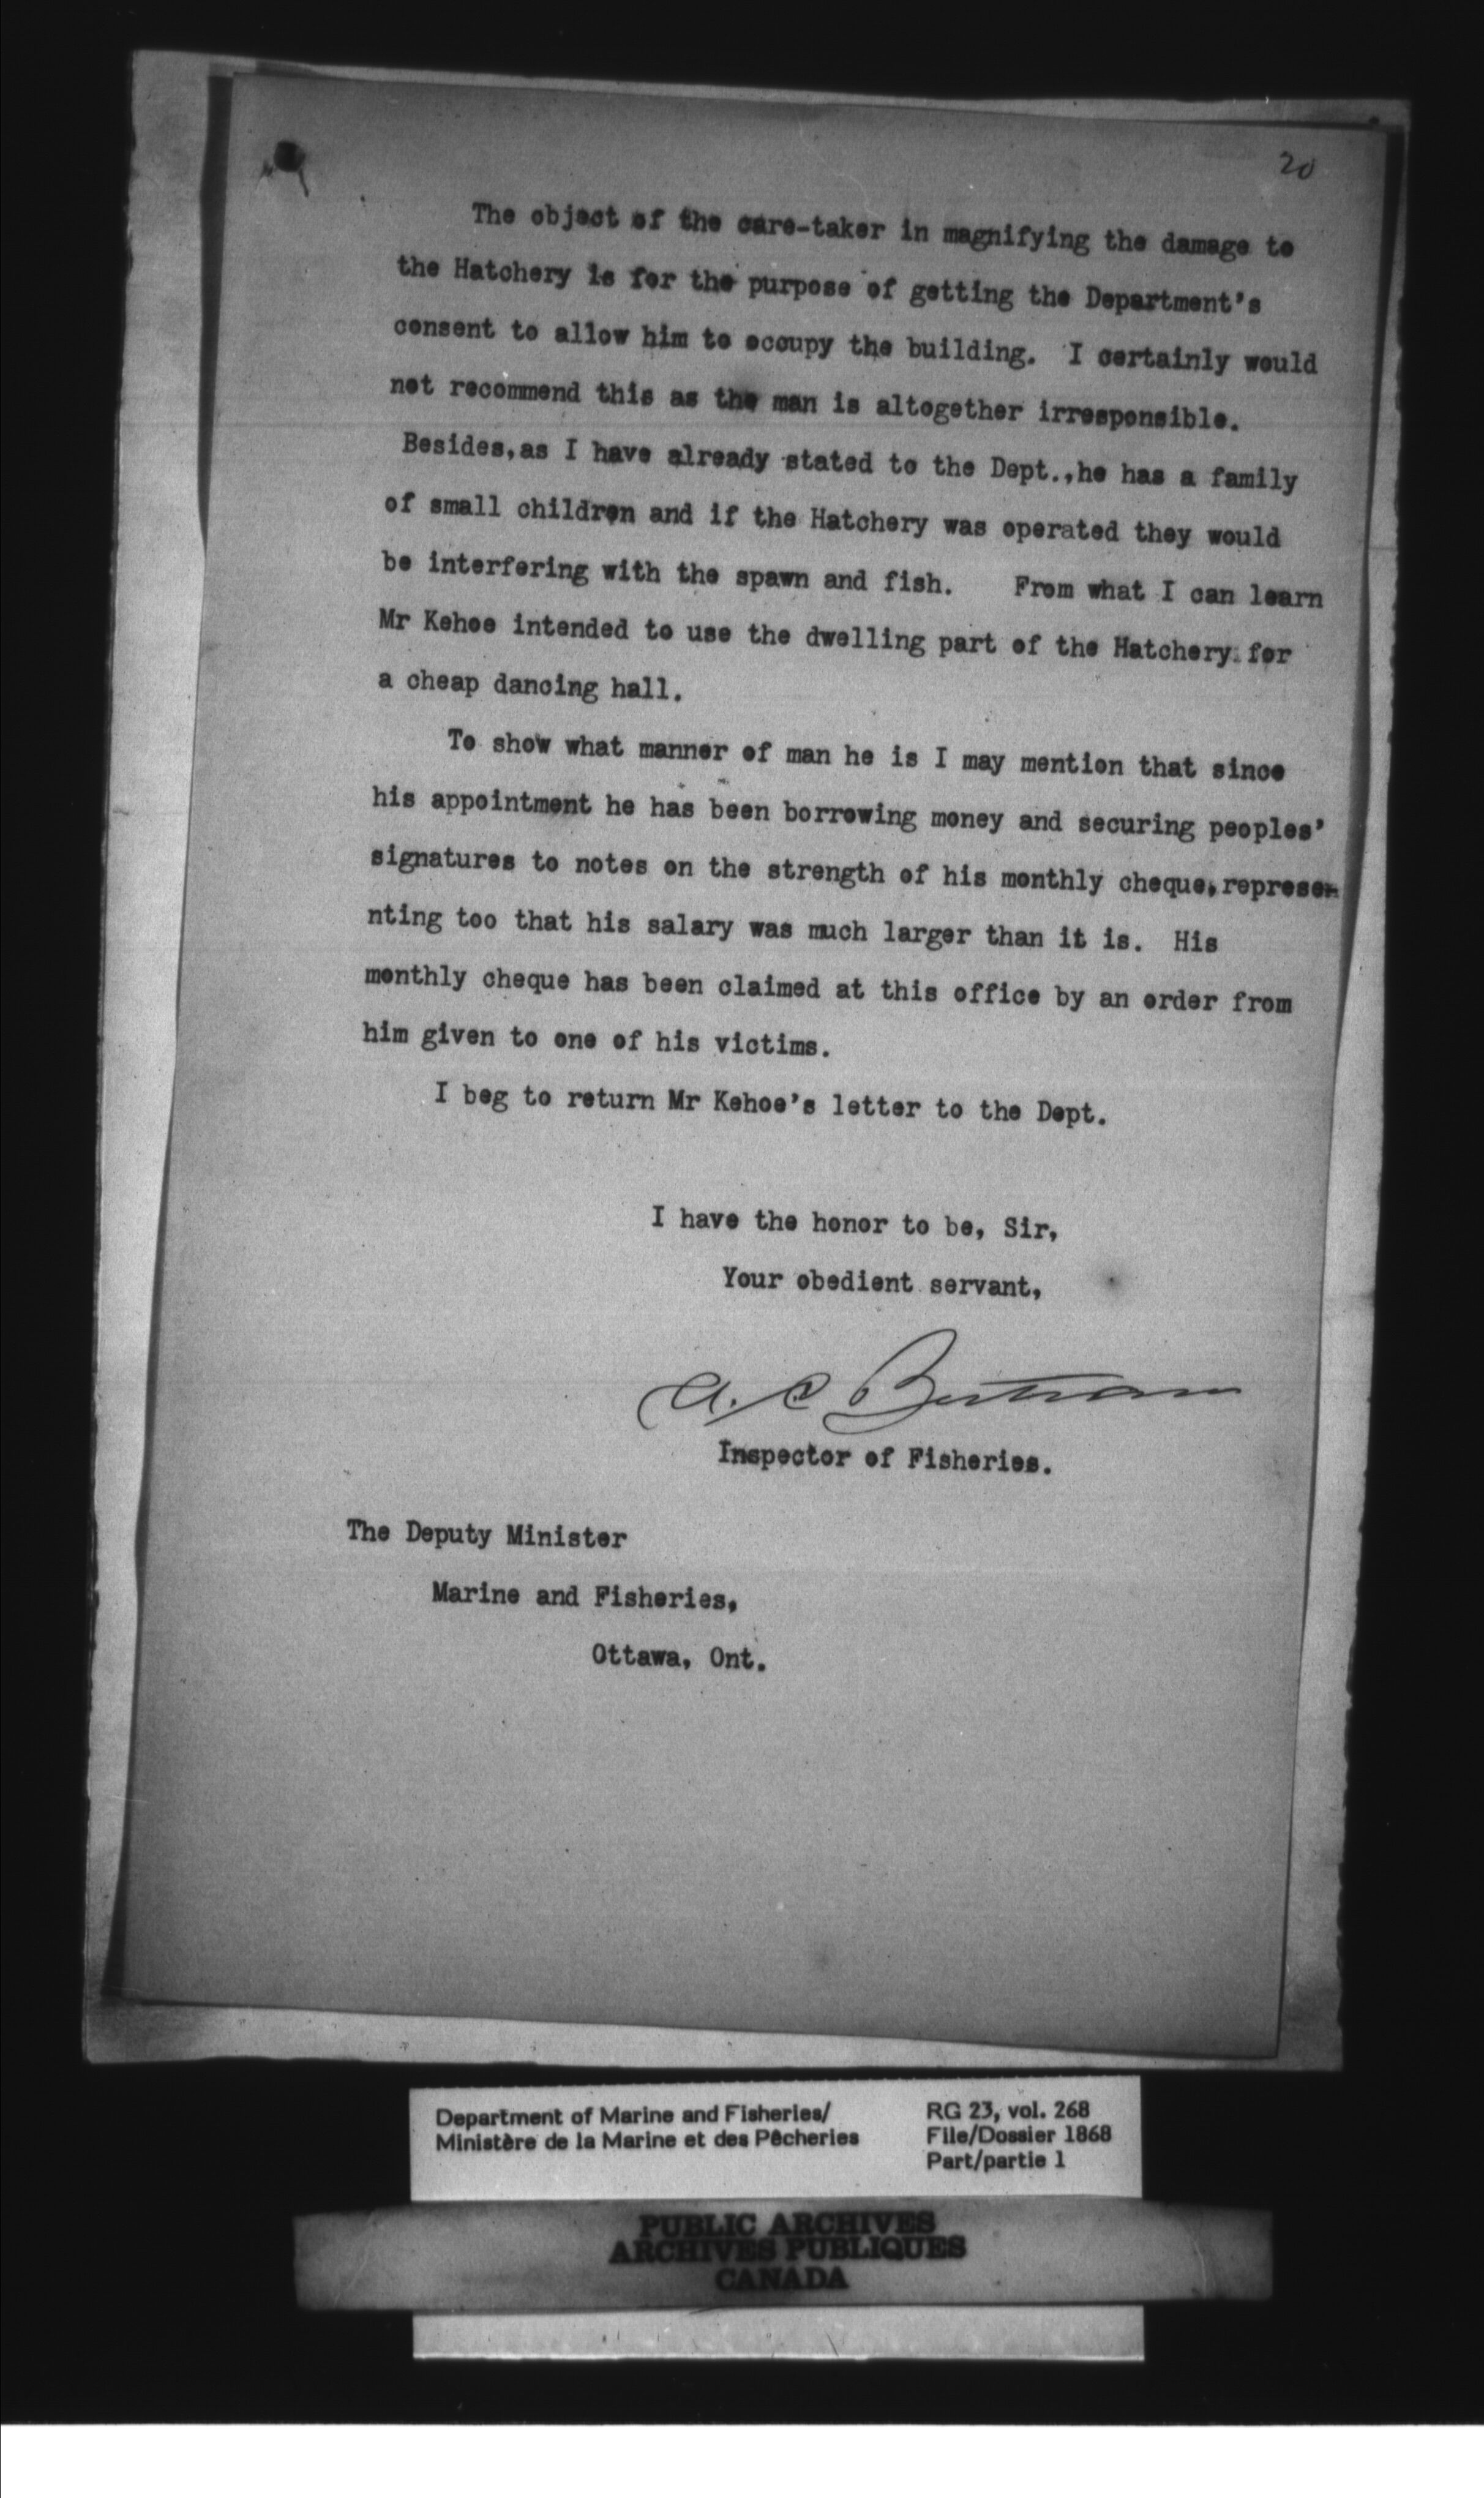 20
The object of the care-taker in magnifying the damage to
the Hatchery is for the purpose of getting the Department's
consent to allow him to occupy the building. I certainly would
not recommend this as the man is altogether irresponsible.
Besides,as I have already stated to the Dept.,he has a family
of small children and if the Hatchery was operated they would
be interfering with the spawn and fish. From what I can learn
Mr Kehoe intended to use the dwelling part of the Hatchery for
a cheap dancing hall.
To show what manner of man he is I may mention that since
his appointment he has been borrowing money and securing peoples'
signatures to notes on the strength of his monthly cheque,represen
nting too that his salary was much larger than it is. His
monthly cheque has been claimed at this office by an order from
him given to one of his victims.
I beg to return Mr Kehoe's letter to the Dept.
I have the honor to be, Sir,
Your obedient servant,
A. C Bertram
Inspector of Fisheries.
The Deputy Minister
Marine and Fisheries,
Ottawa, Ont.
Department of Marine and Fisheries/
Ministère de la Marine et des Pêcheries
RG 23, vol. 268
File/Dossier 1868
Part/partie 1
PUBLIC ARCHIVES
ARCHIVES PUBLIQUES
CANADA